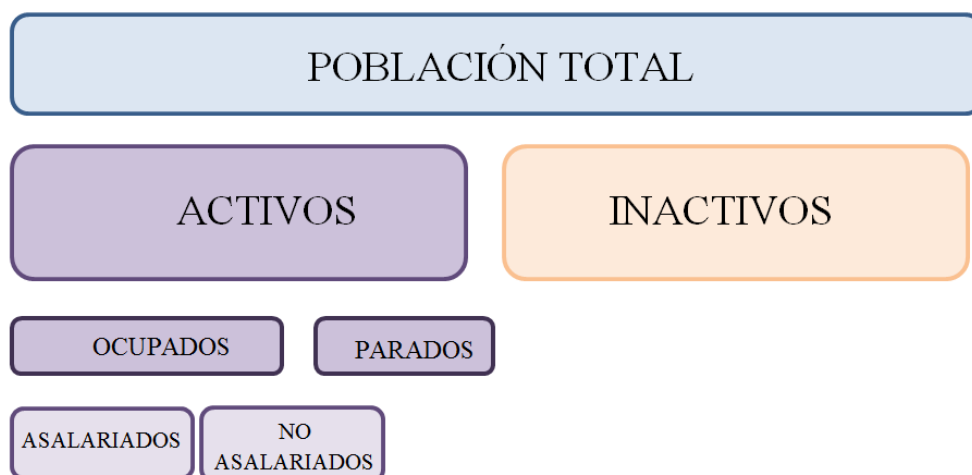 POBLACIÓN TOTAL
ACTIVOS
INACTIVOS
OCUPADOS
PARADOS
ASALARIADOS
NO
ASALARIADOS